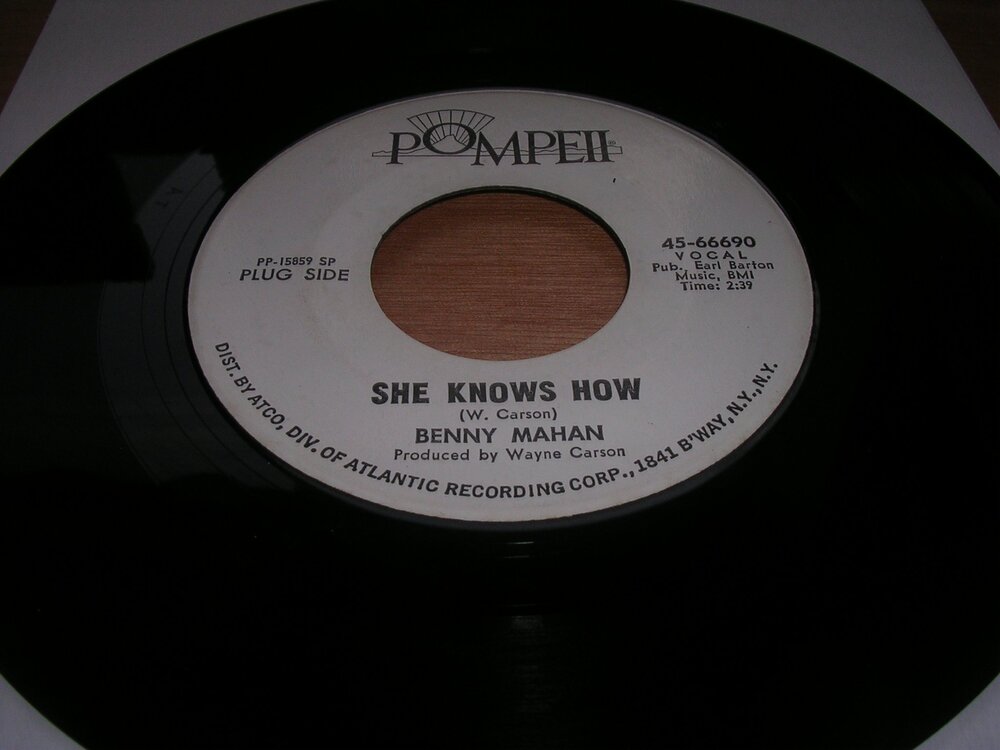 POMPEII
PP-15859 SP
PLUG SIDE
45-66690
VOCAL
Pub., Earl Barton
Music, BMI
Time: 2:39
SHE KNOWS HOW
(W. Carson)
BENNY MAHAN
Produced by Wayne Carson
DIST. BY ATCO, DIV. OF ATLANTIC RECORDING CORP., 1841 B'WAY, N.Y., N.Y.